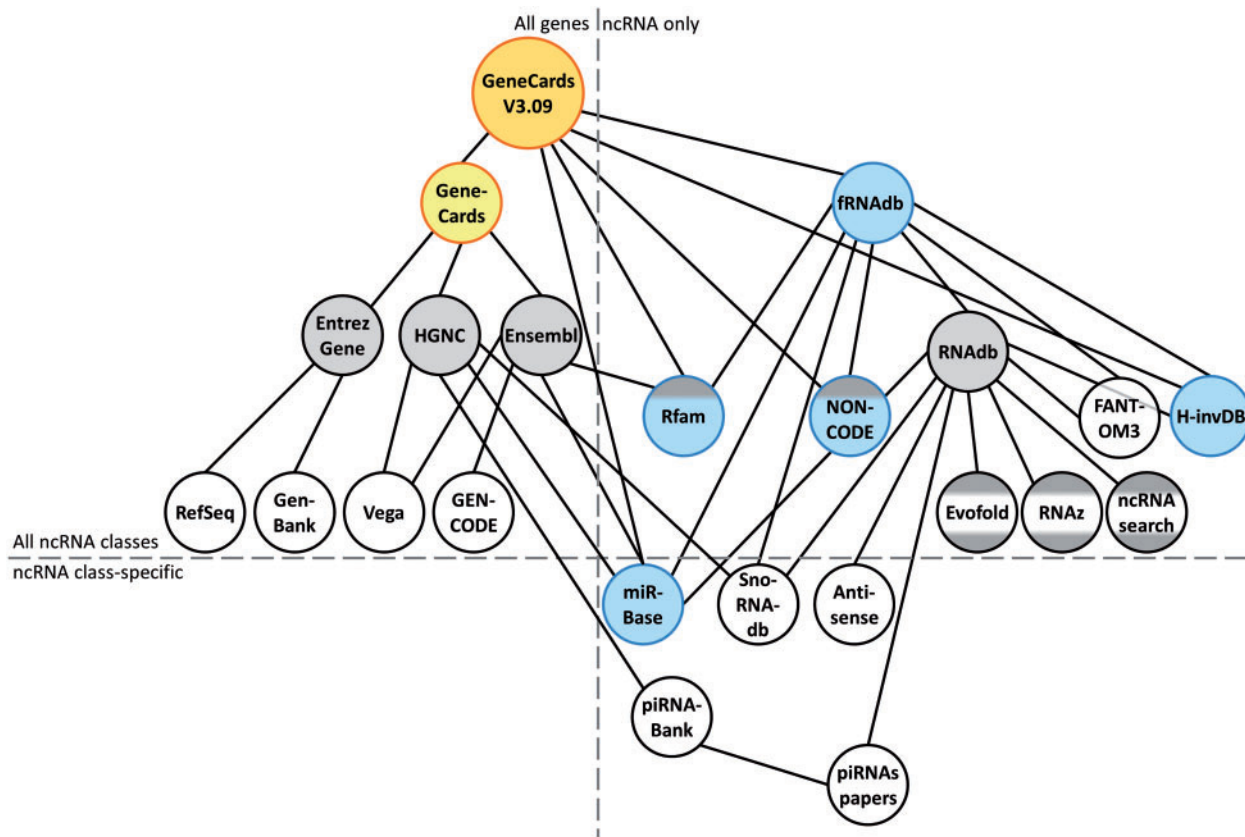 All genes
ncRNA only
GeneCards
V3.09
Gene-
Cards
fRNAdb
Entrez
Gene
HGNC
Ensembl
RNAdb
Rfam
NON-
CODE
FANT-
OM3
H-invDB
RefSeq
Gen-
Bank
Vega
GEN-
CODE
Evofold
RNAz
ncRNA
search
All ncRNA classes
ncRNA class-specific
miR-
Base
Sno-
RNA-
db
Anti-
sense
piRNA-
Bank
piRNAs
papers